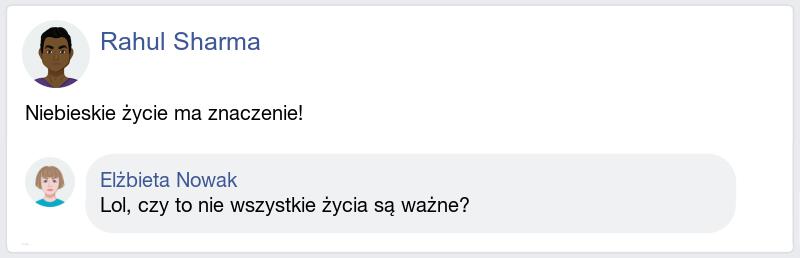 Rahul Sharma
Niebieskie życie ma znaczenie!
Elżbieta Nowak
Lol, czy to nie wszystkie życia są ważne?